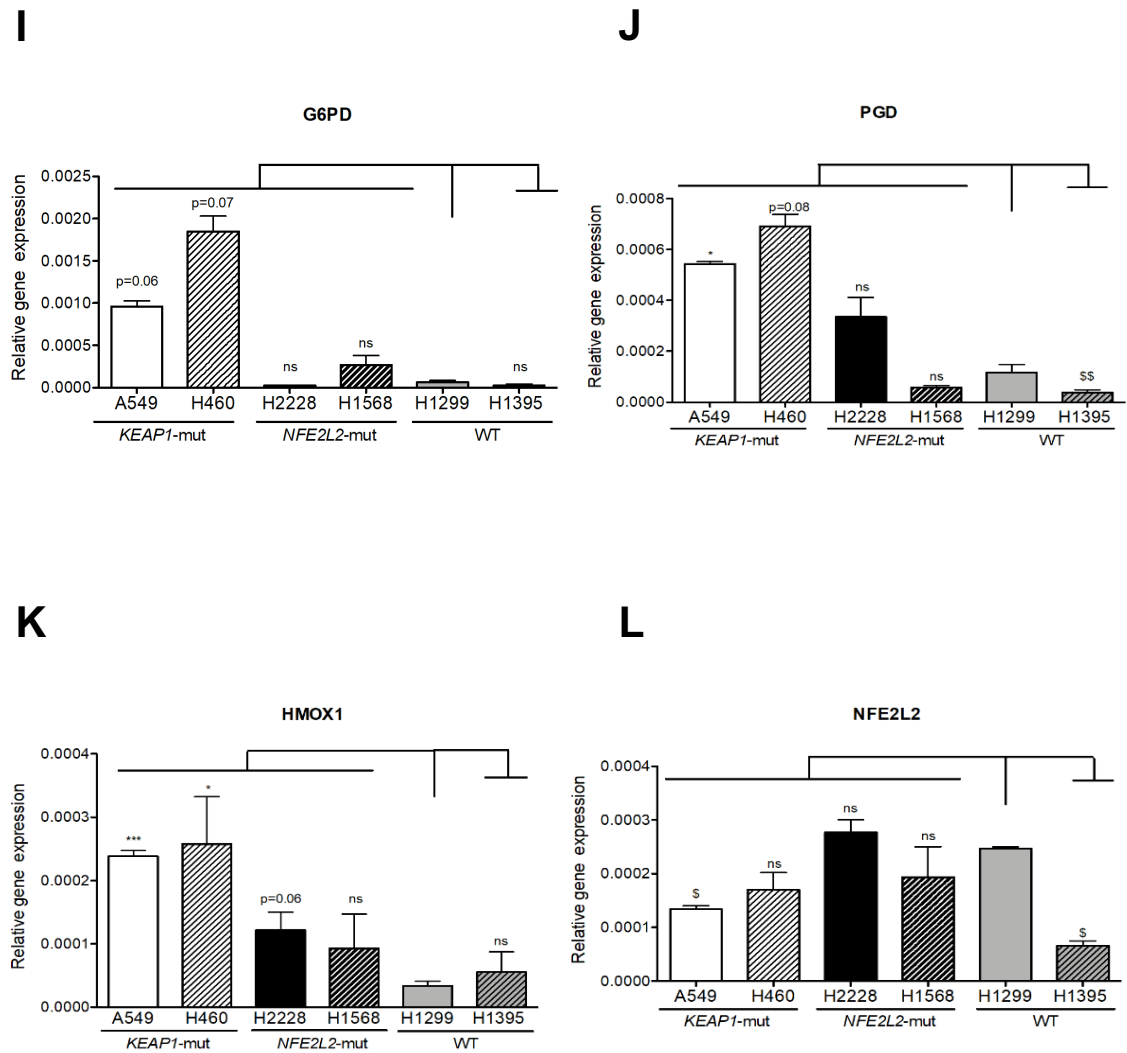 I
J
G6PD
PGD
Relative gene expression
0.0025
0.0020
0.0015
0.0010
0.0005
0.0000
p=0.06
p=0.07
ns
ns
ns
A549 H460 H2228 H1568 H1299 H1395
KEAP1-mut NFE2L2-mut WT
Relative gene expression
0.0008
0.0006
0.0004
0.0002
0.0000
*
p=0.08
ns
ns
$$
A549 H460 H2228 H1568 H1299 H1395
KEAP1-mut NFE2L2-mut WT
K
L
HMOX1
NFE2L2
Relative gene expression
0.0004
0.0003
0.0002
0.0001
0.0000
***
*
p=0.06
ns
ns
A549 H460 H2228 H1568 H1299 H1395
KEAP1-mut NFE2L2-mut WT
Relative gene expression
0.0004
0.0003
0.0002
0.0001
0.0000
$
ns
ns
ns
$
A549 H460 H2228 H1568 H1299 H1395
KEAP1-mut NFE2L2-mut WT